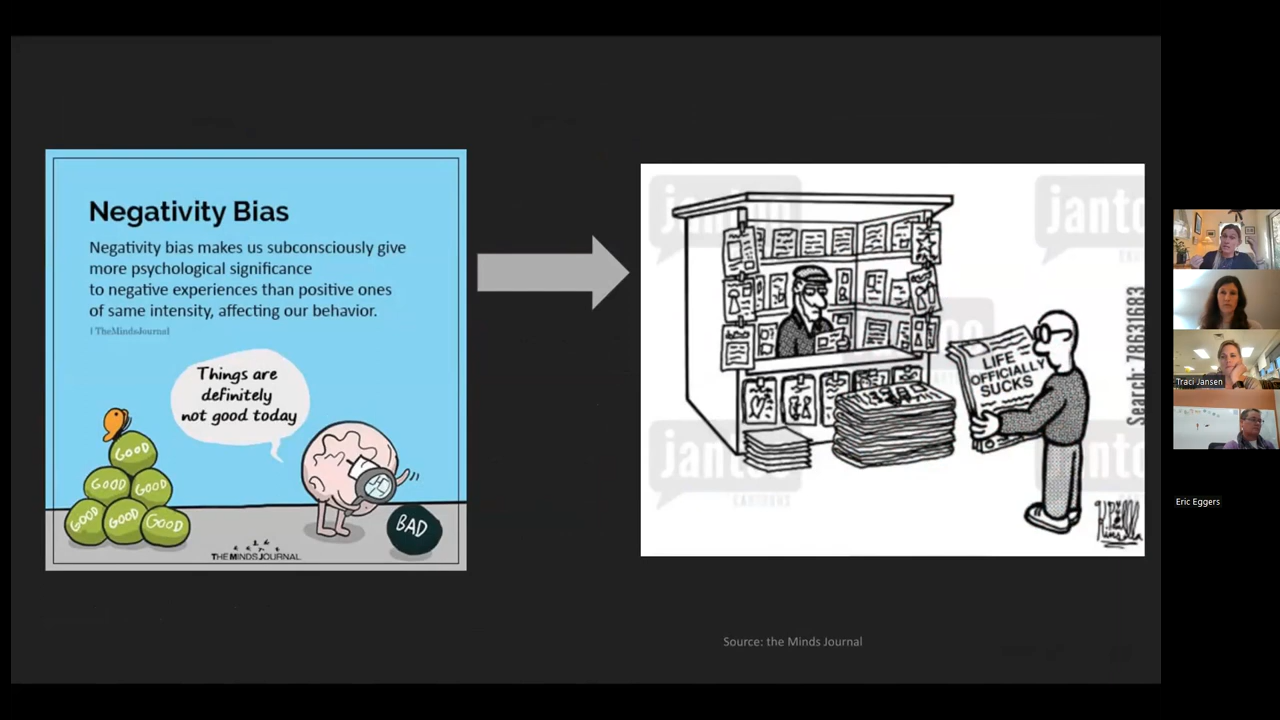 Negativity Bias
Negativity bias makes us subconsciously give
more psychological significance
to negative experiences than positive ones
of same intensity, affecting our behavior.
TheMindsJournal
Things are
definitely
not good today
GOOD
GOOD
GOOD
GOOD
GOOD
GOOD
BAD
THE MINDS JOURNAL
LIFE
OFFICIALLY
SUCKS
jantoo
CARTOONS
Search: 78631683
Source: the Minds Journal
Traci Jansen
Eric Eggers